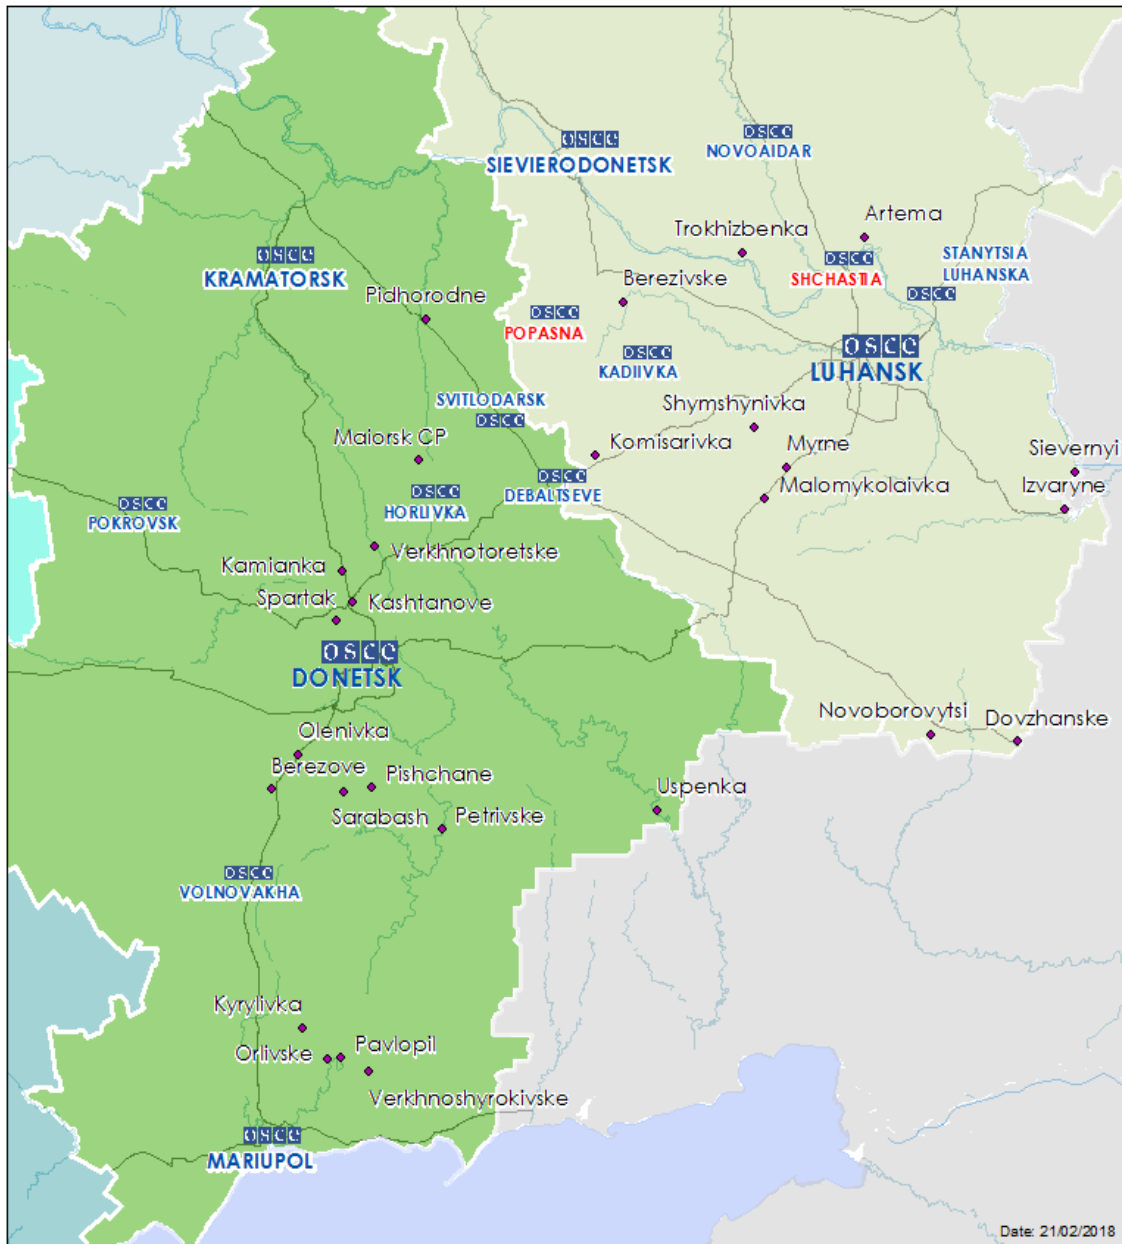 OSCE
SIEVIERODONETSK
OSCE
NOVOAIDAR
Artema
Trokhizbenka
STANYTSIA
LUHANSKA
OSCE
OSCE
SHCHASTIA
OSCE
KRAMATORSK
Berezivske
Pidhorodne
OSCE
POPASNA
OSCE
LUHANSK
OSCE
KADIIVKA
SVITLODARSK
OSCE
Shymshynivka
Maiorsk CP
Komisarivka
Myrne
Sievernyi
OSCE
DEBALTSEVE
Malomykolaivka
Izvaryne
OSCE
HORLIVKA
OSCE
POKROVSK
Verkhnotoretske
Kamianka
Spartak
Kashtanove
OSCE
DONETSK
Novoborovytsi
Dovzhanske
Olenivka
Berezove
Pishchane
Uspenka
Sarabash
Petrivske
OSCE
VOLNOVAKHA
Kyrylivka
Orlivske
Pavlopil
Verkhnoshyrokivske
OSCE
MARIUPOL
Date: 21/02/2018